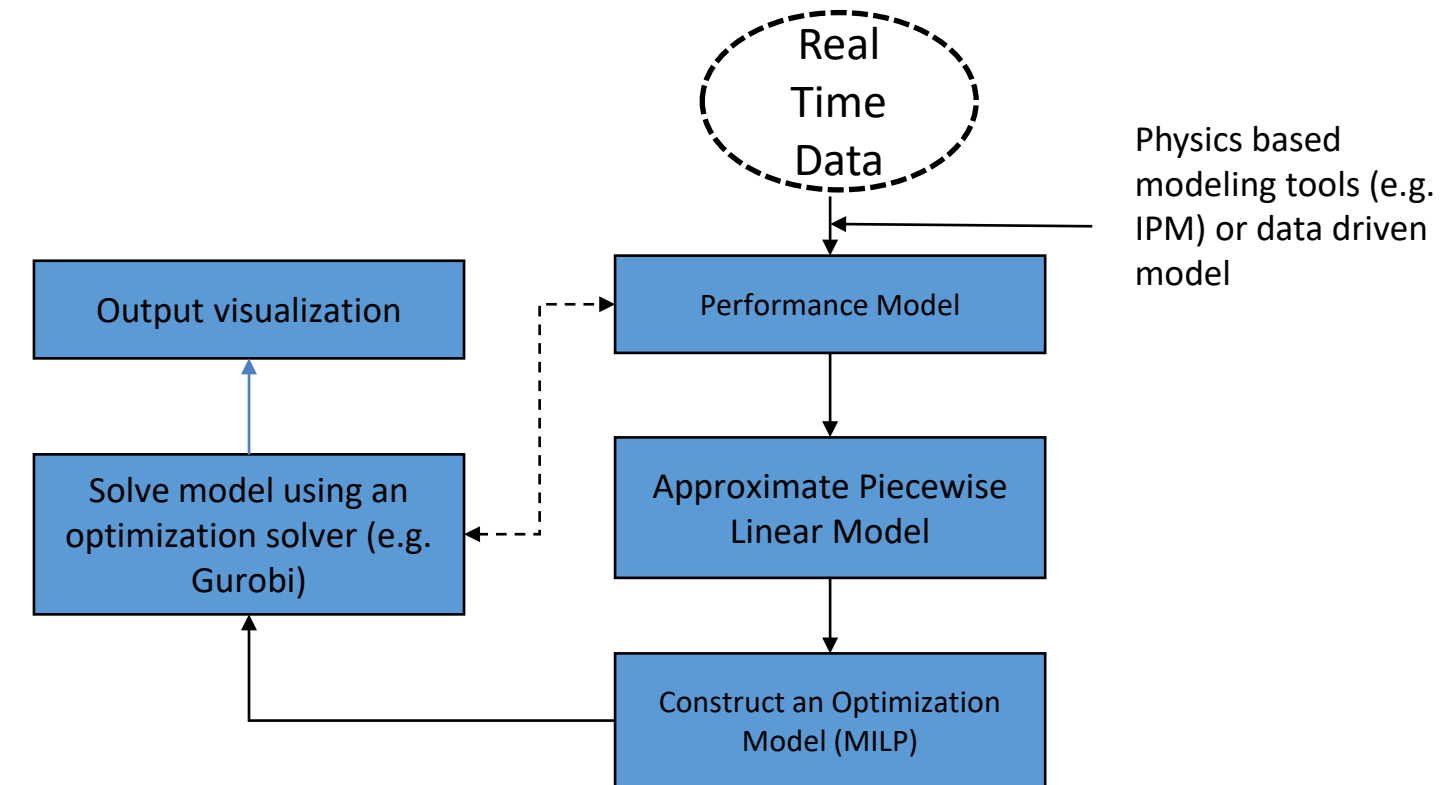 Real
Time
Data
Physics based
modeling tools (e.g.
IPM) or data driven
model
Performance Model
Output visualization
Approximate Piecewise
Linear Model
Solve model using an
optimization solver (e.g.
Gurobi)
Construct an Optimization
Model (MILP)